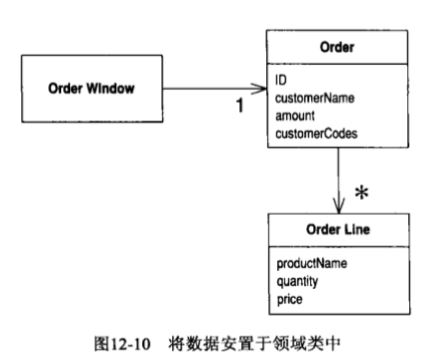 Order
Order Window
ID
customerName
amount
customerCodes
1
*
Order Line
productName
quantity
price
图12-10 将数据安置于领域类中